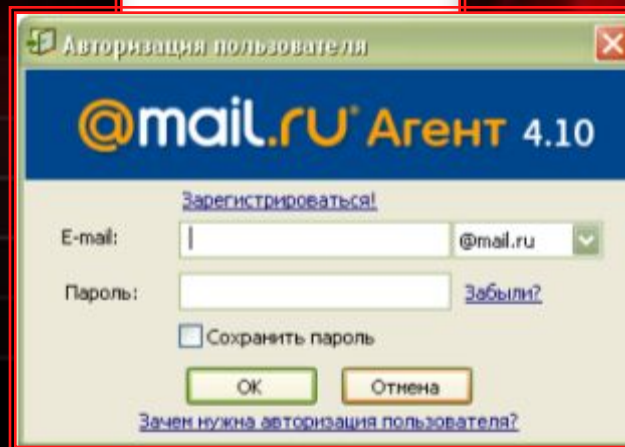 Авторизация пользователя
@mail.ru® Агент 4.10
Зарегистрироваться!
E-mail: @mail.ru
Пароль: Забыли?
Сохранить пароль
ОК Отмена
Зачем нужна авторизация пользователя?